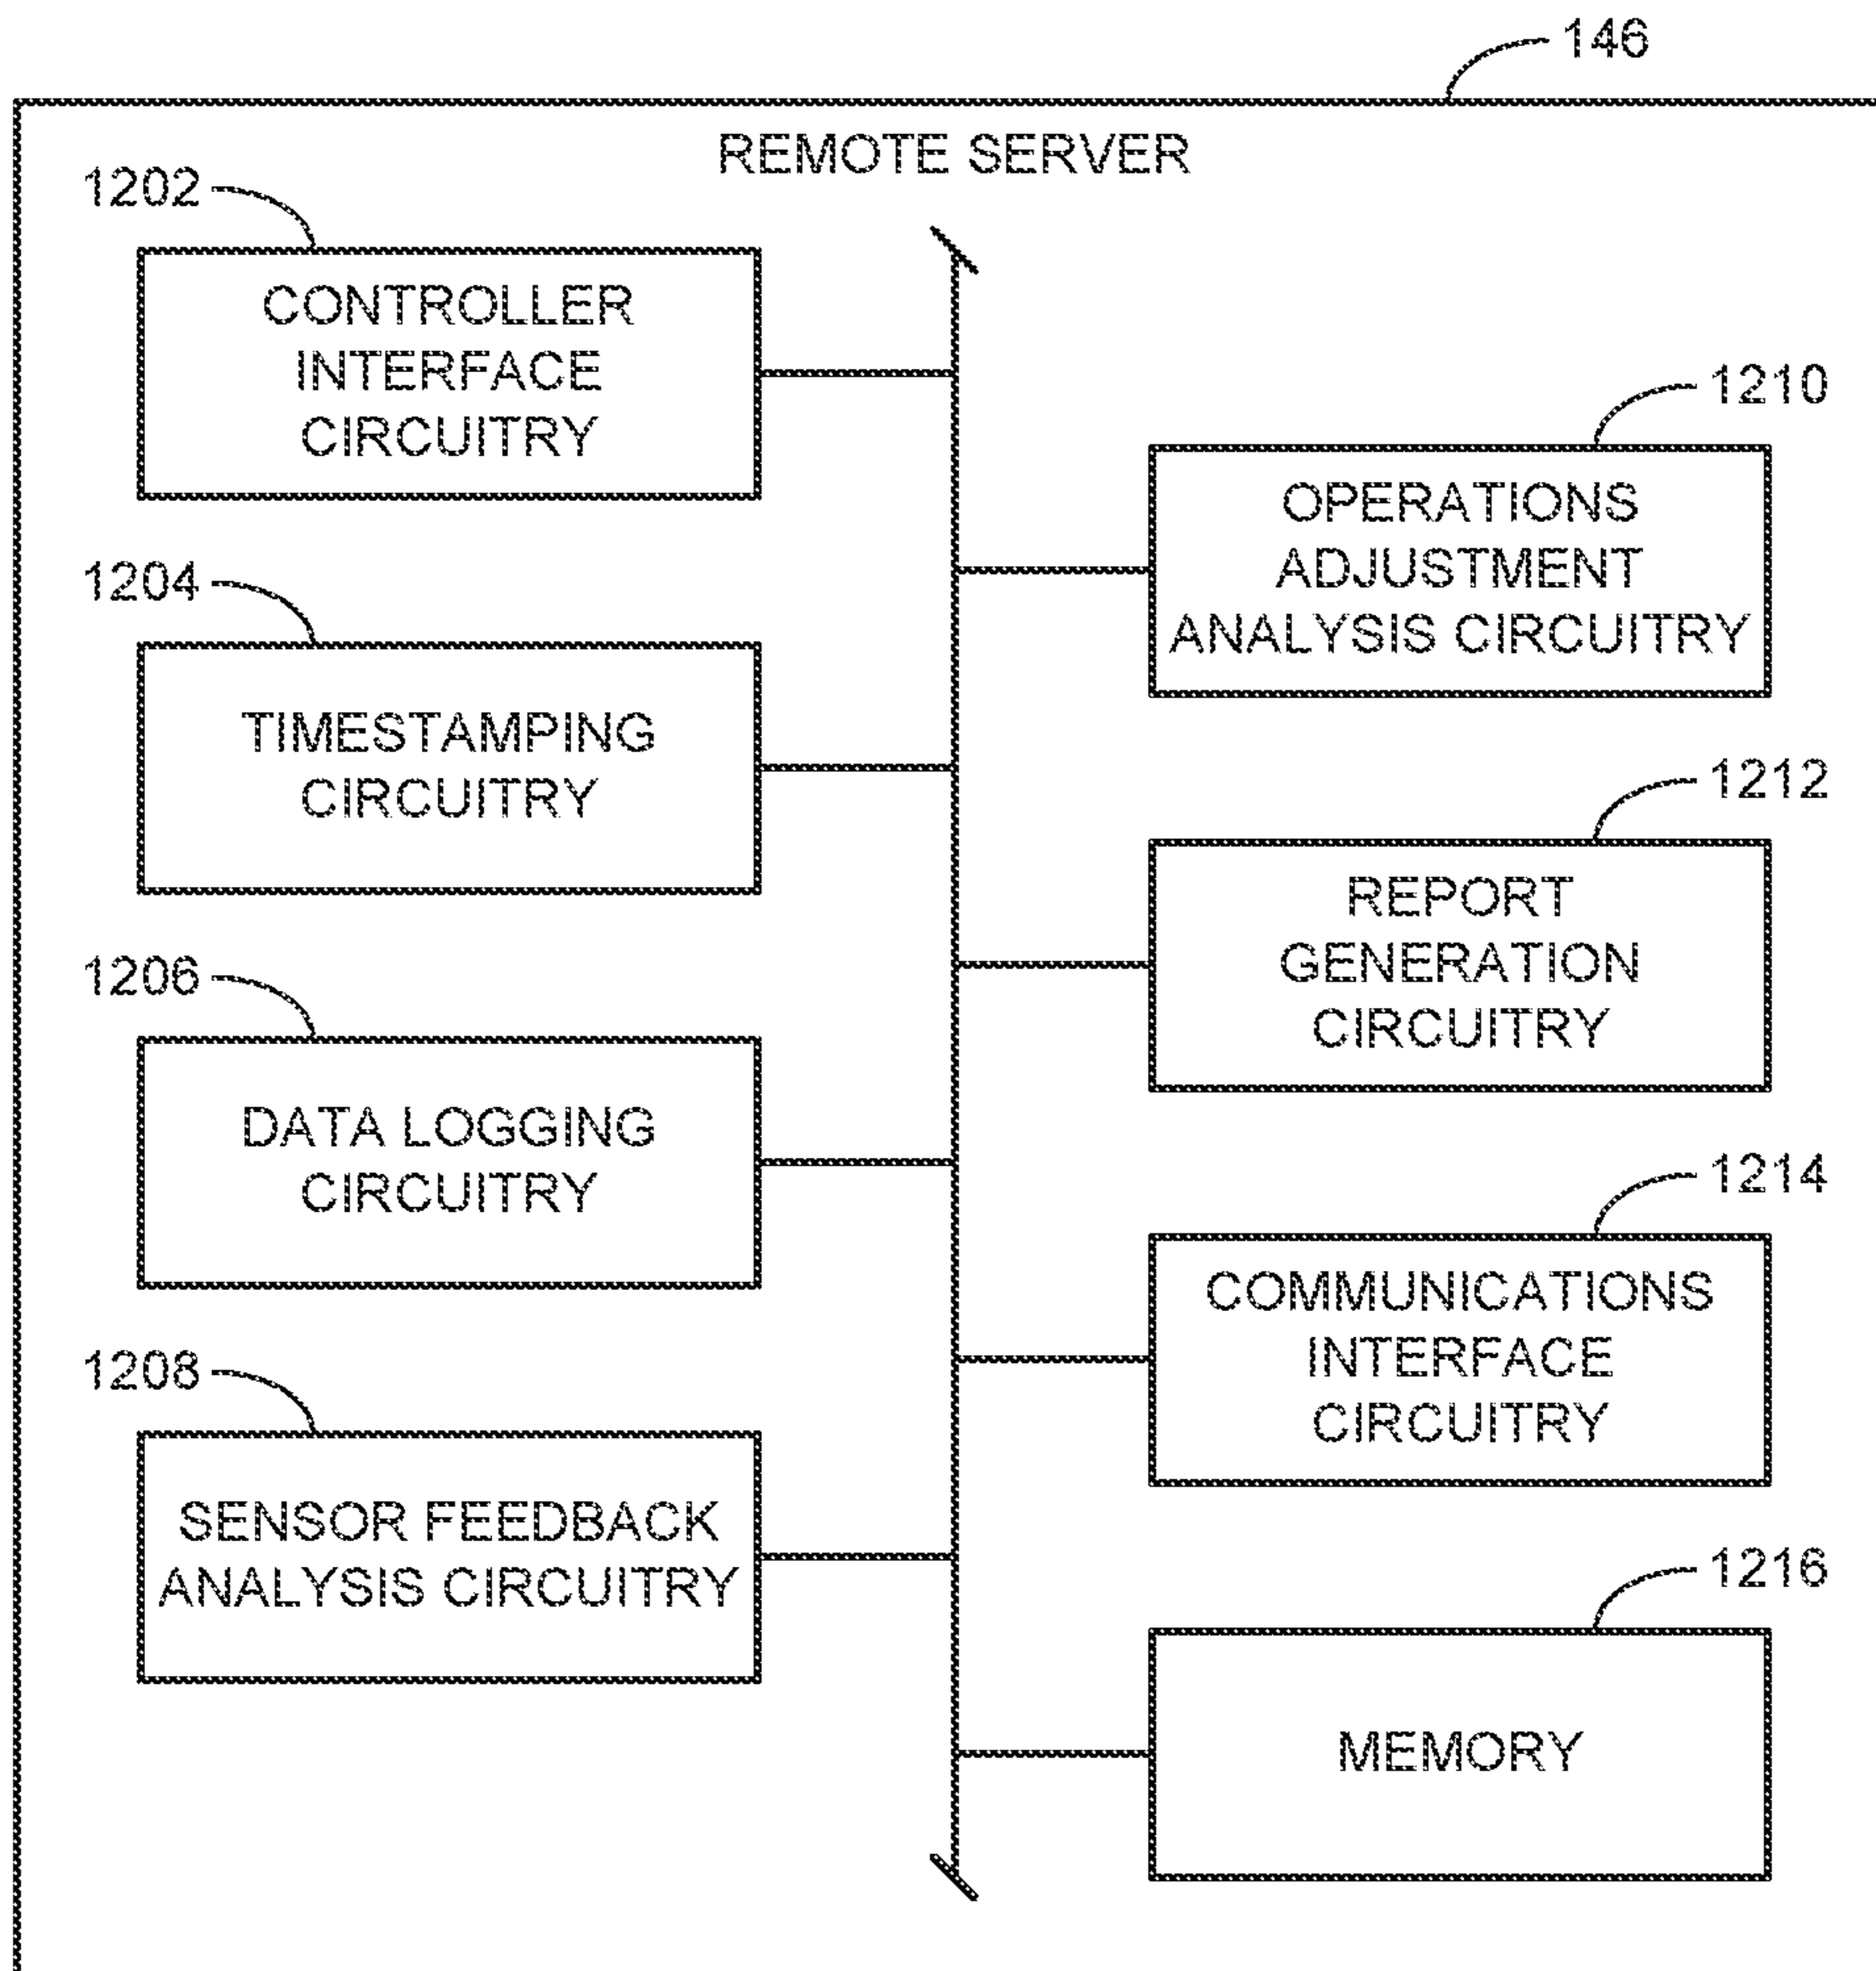 146
REMOTE SERVER
1202
CONTROLLER
INTERFACE
CIRCUITRY
1204
TIMESTAMPING
CIRCUITRY
1206
DATA LOGGING
CIRCUITRY
1208
SENSOR FEEDBACK
ANALYSIS CIRCUITRY
1210
OPERATIONS
ADJUSTMENT
ANALYSIS CIRCUITRY
1212
REPORT
GENERATION
CIRCUITRY
1214
COMMUNICATIONS
INTERFACE
CIRCUITRY
1216
MEMORY